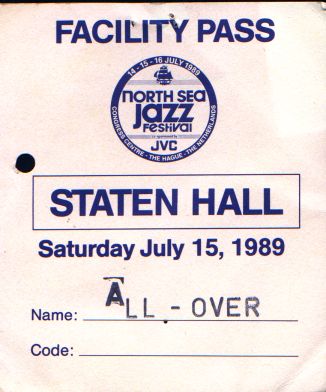 FACILITY PASS
14 - 15 - 16 JULY 1989
NORTH SEA
Jazz
Festival
sponsored by
JVC
CONGRESS CENTRE - THE HAGUE - THE NETHERLANDS
STATEN HALL
Saturday July 15, 1989
Name: ALL - OVER
Code: